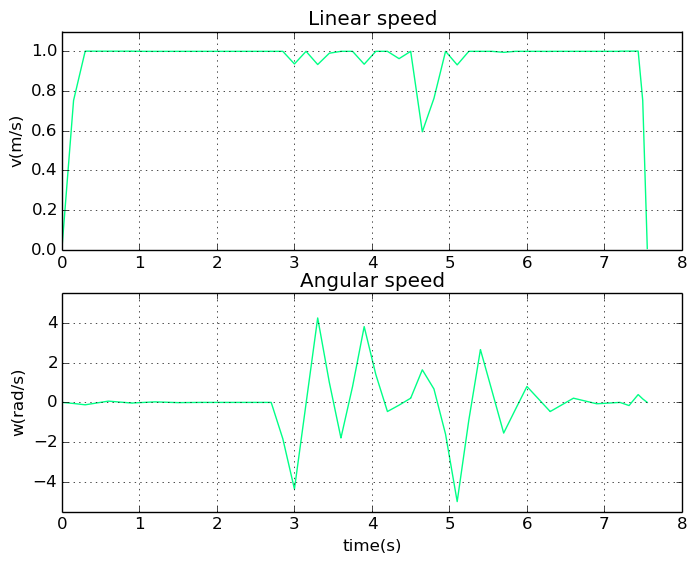 Linear speed
1.0
0.8
0.6
0.4
0.2
0.0
v(m/s)
0 1 2 3 4 5 6 7 8
Angular speed
4
2
0
−2
−4
w(rad/s)
0 1 2 3 4 5 6 7 8
time(s)